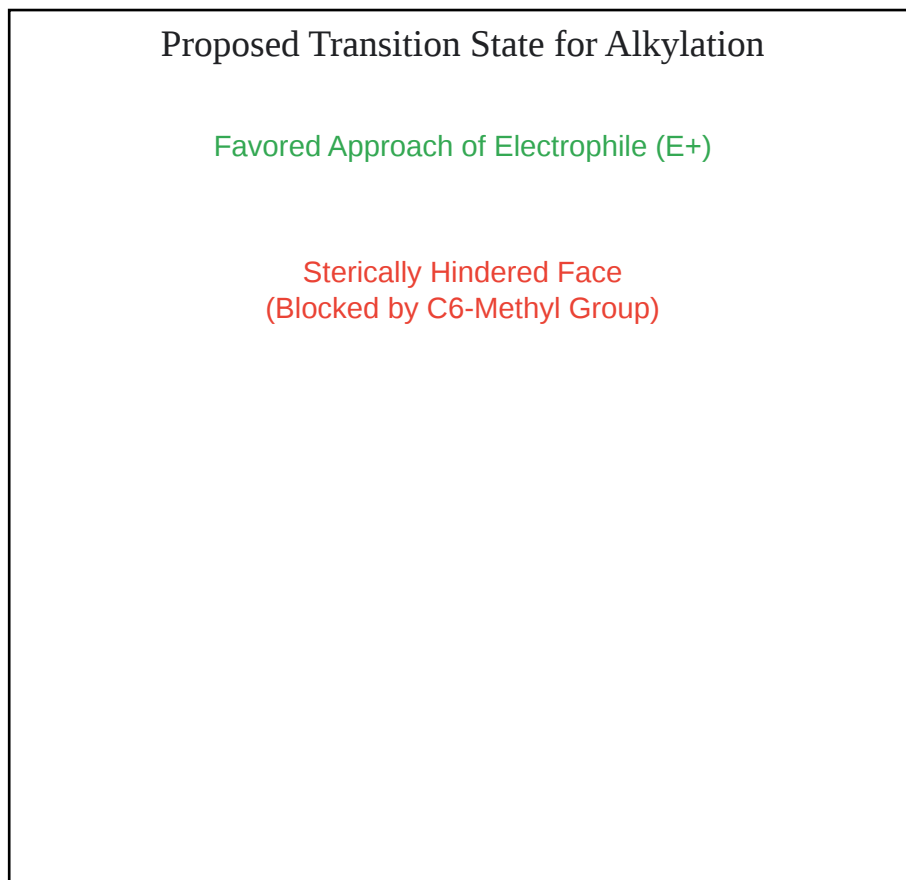 Proposed Transition State for Alkylation
Favored Approach of Electrophile (E+)
Sterically Hindered Face
(Blocked by C6-Methyl Group)